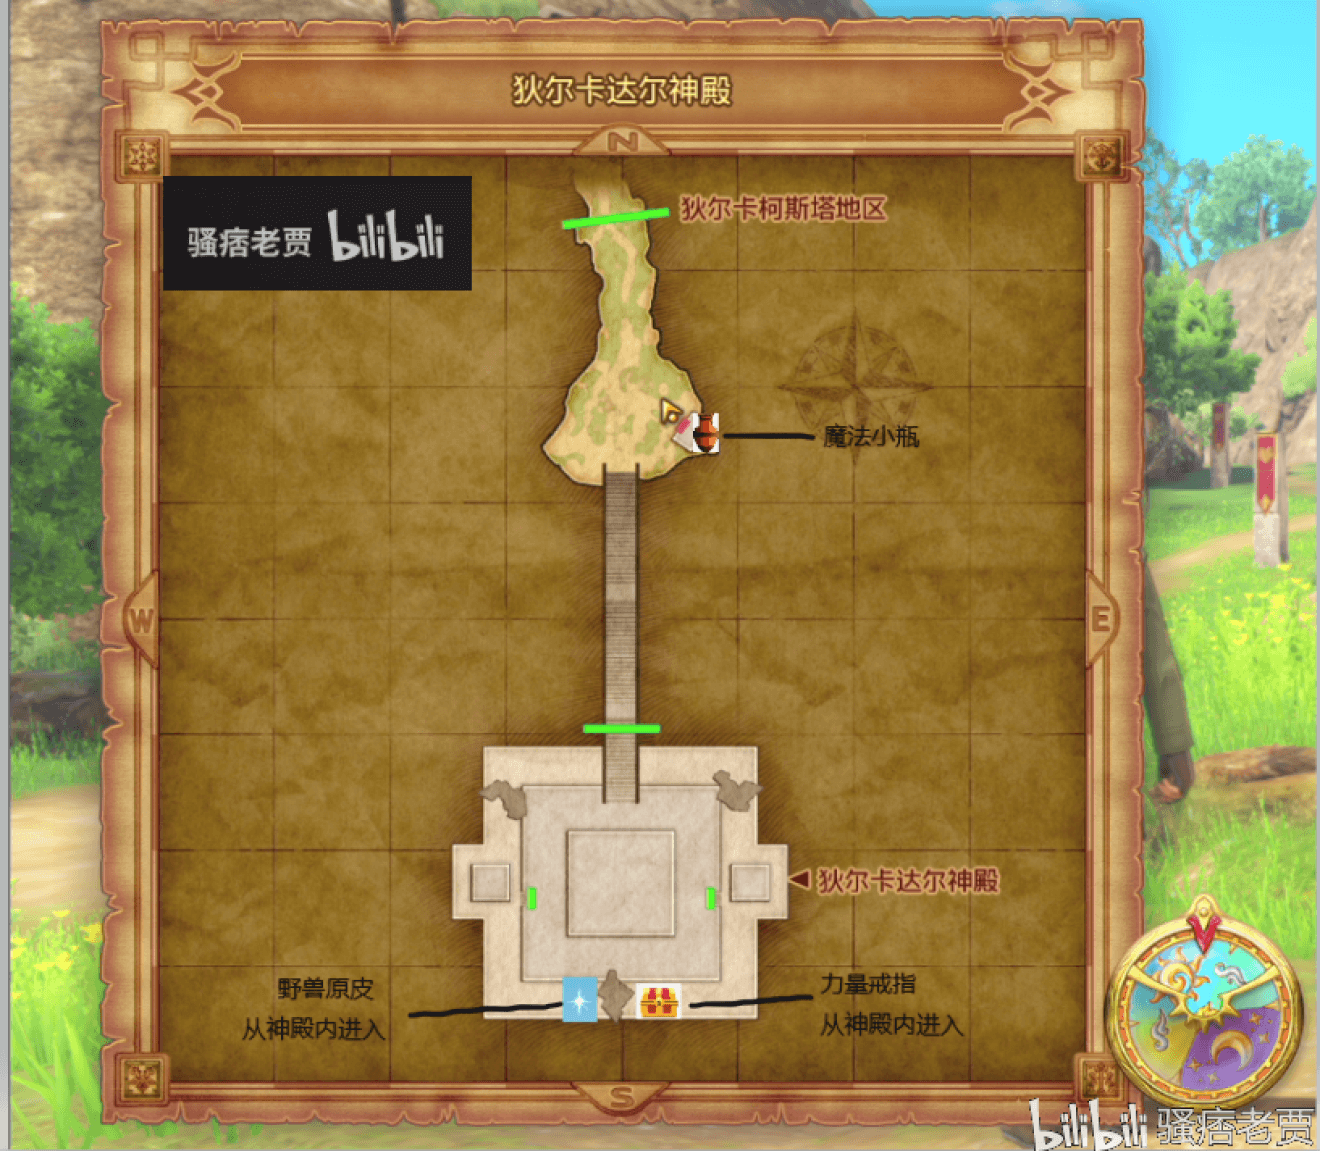 狄尔卡达尔神殿
N
骚痞老贾 bilibili
狄尔卡柯斯塔地区
魔法小瓶
W
E
狄尔卡达尔神殿
野兽原皮
从神殿内进入
力量戒指
从神殿内进入
S
bilibili 骚痞老贾